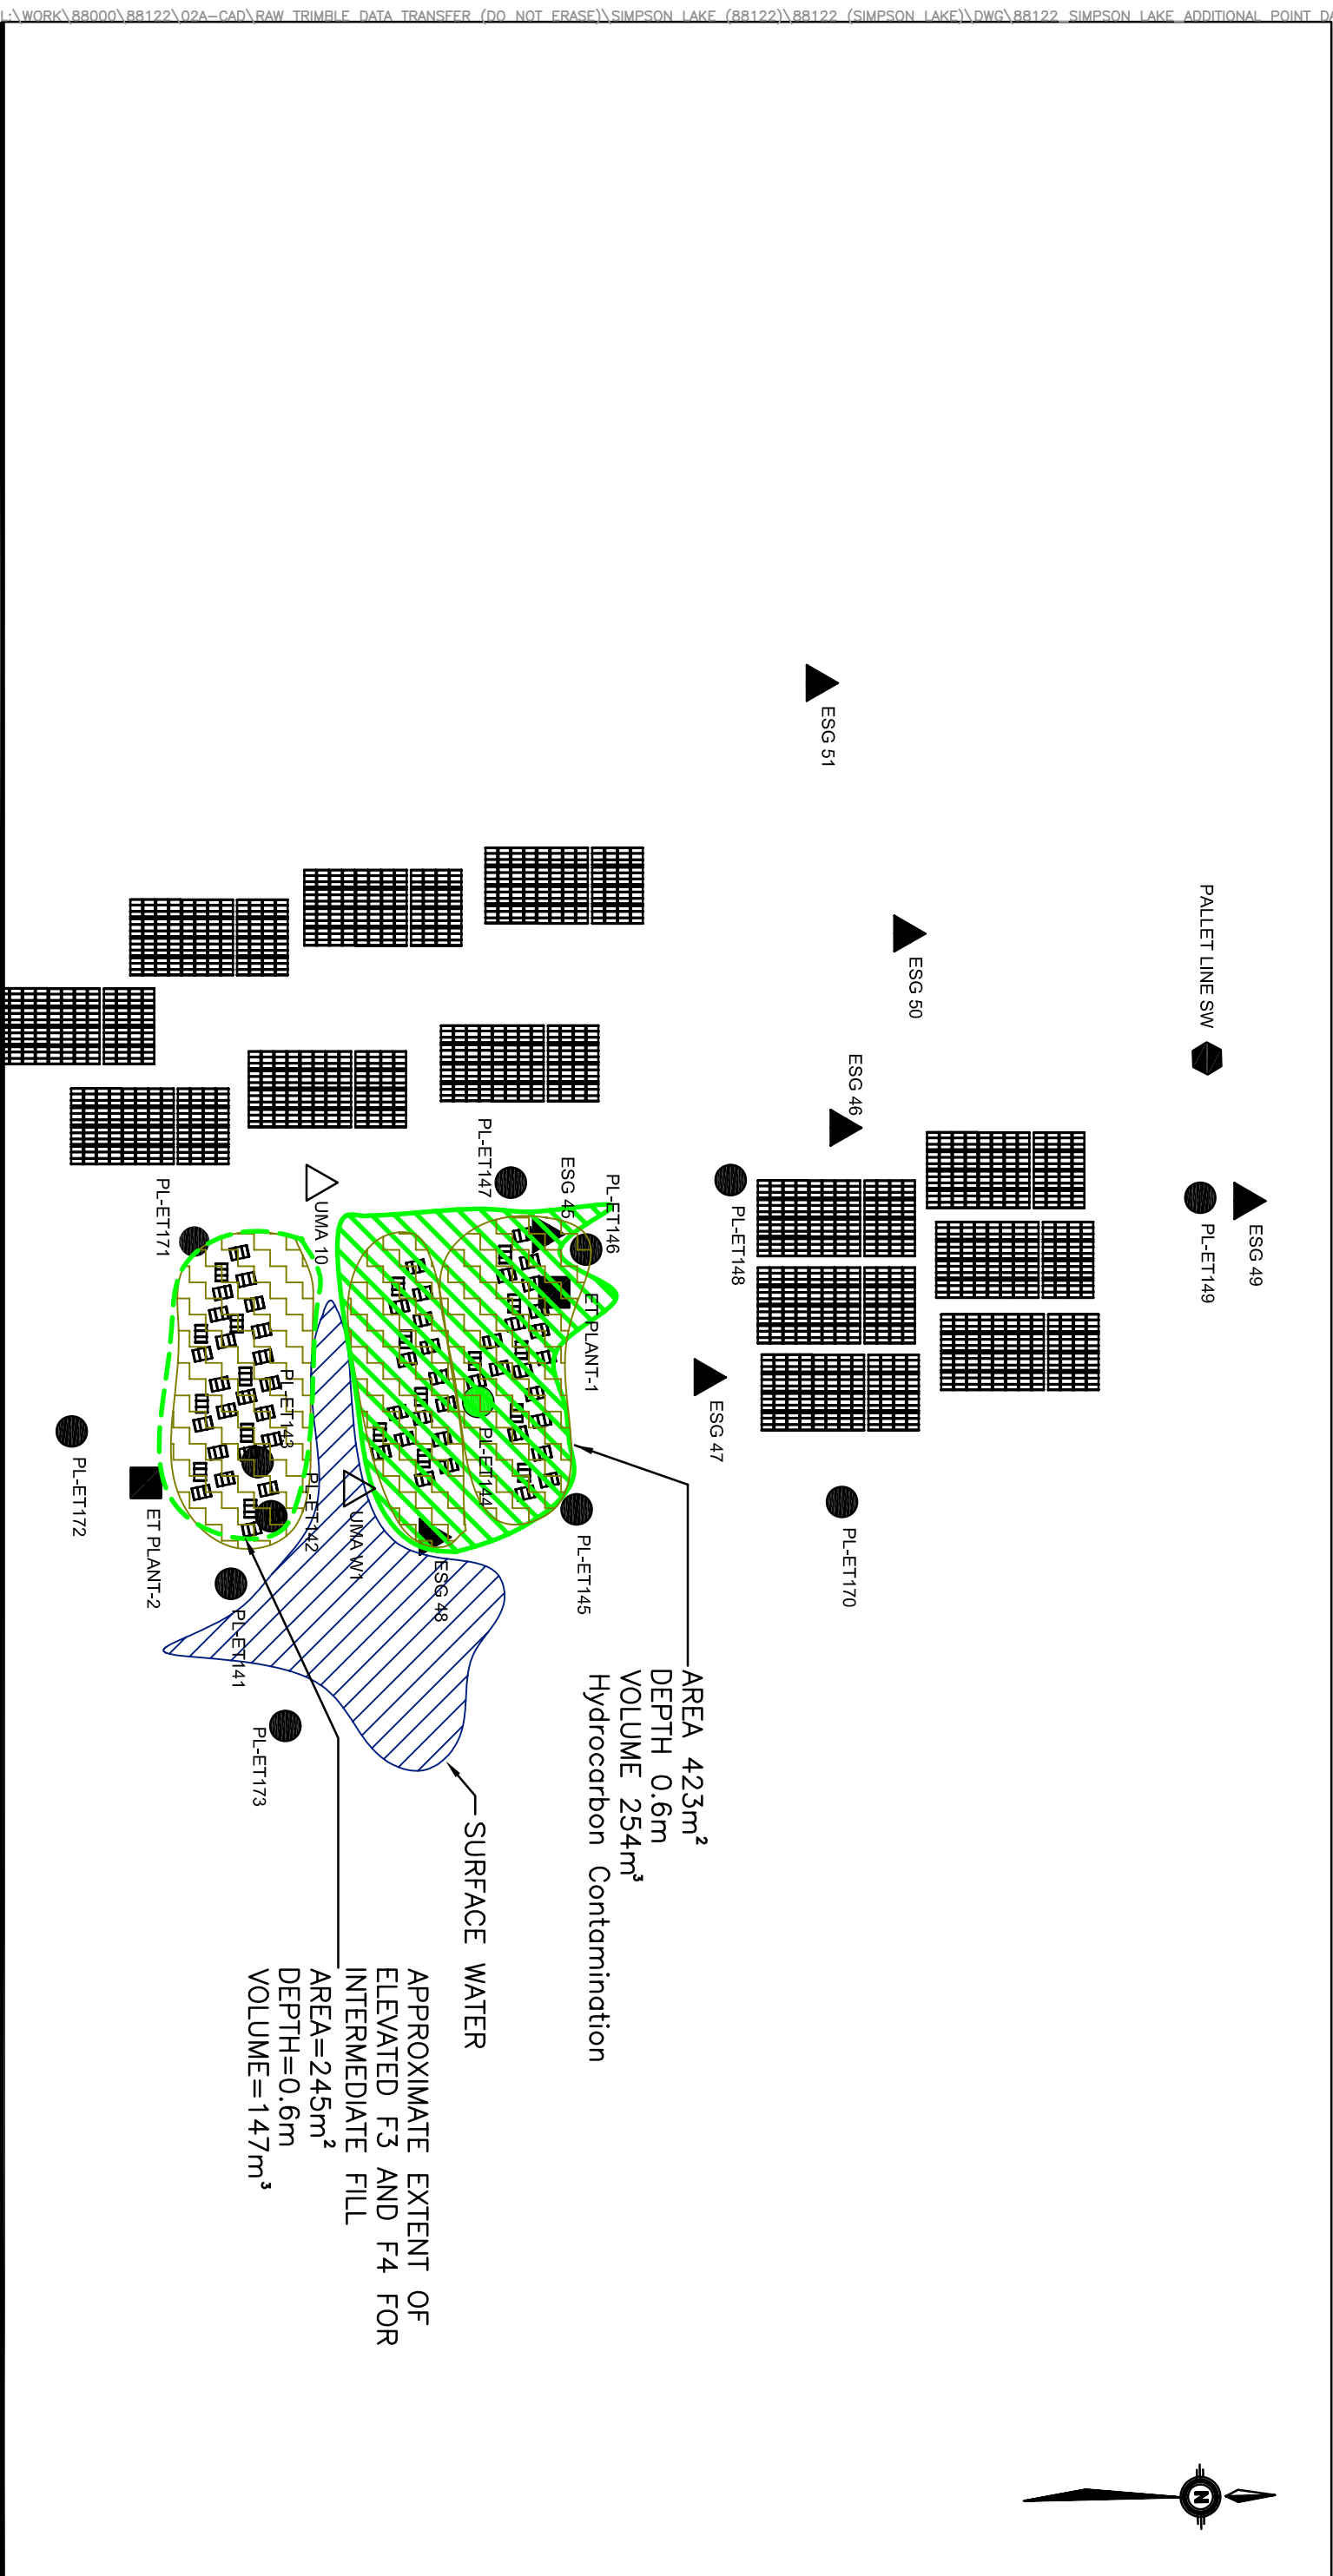 L:\WORK\88000\88122\02A-CAD\RAW TRIMBLE DATA TRANSFER (DO NOT ERASE)\SIMPSON LAKE (88122)\88122 (SIMPSON LAKE)\DWG\88122_SIMPSON LAKE_ADDITIONAL POINT
PALLET LINE SW
ESG 49
PL-ET149
ESG 51
ESG 50
ESG 46
PL-ET148
ESG 47
PL-ET170
PL-ET146
ESG 45
PL-ET147
ET PLANT-1
PL-ET144
PL-ET145
ESG 48
UMA 10
UMA W1
PL-ET171
PL-ET143
PL-ET142
PL-ET172
ET PLANT-2
PL-ET141
PL-ET173
AREA 423m²
DEPTH 0.6m
VOLUME 254m³
Hydrocarbon Contamination
SURFACE WATER
APPROXIMATE EXTENT OF
ELEVATED F3 AND F4 FOR
INTERMEDIATE FILL
AREA=245m²
DEPTH=0.6m
VOLUME=147m³
N